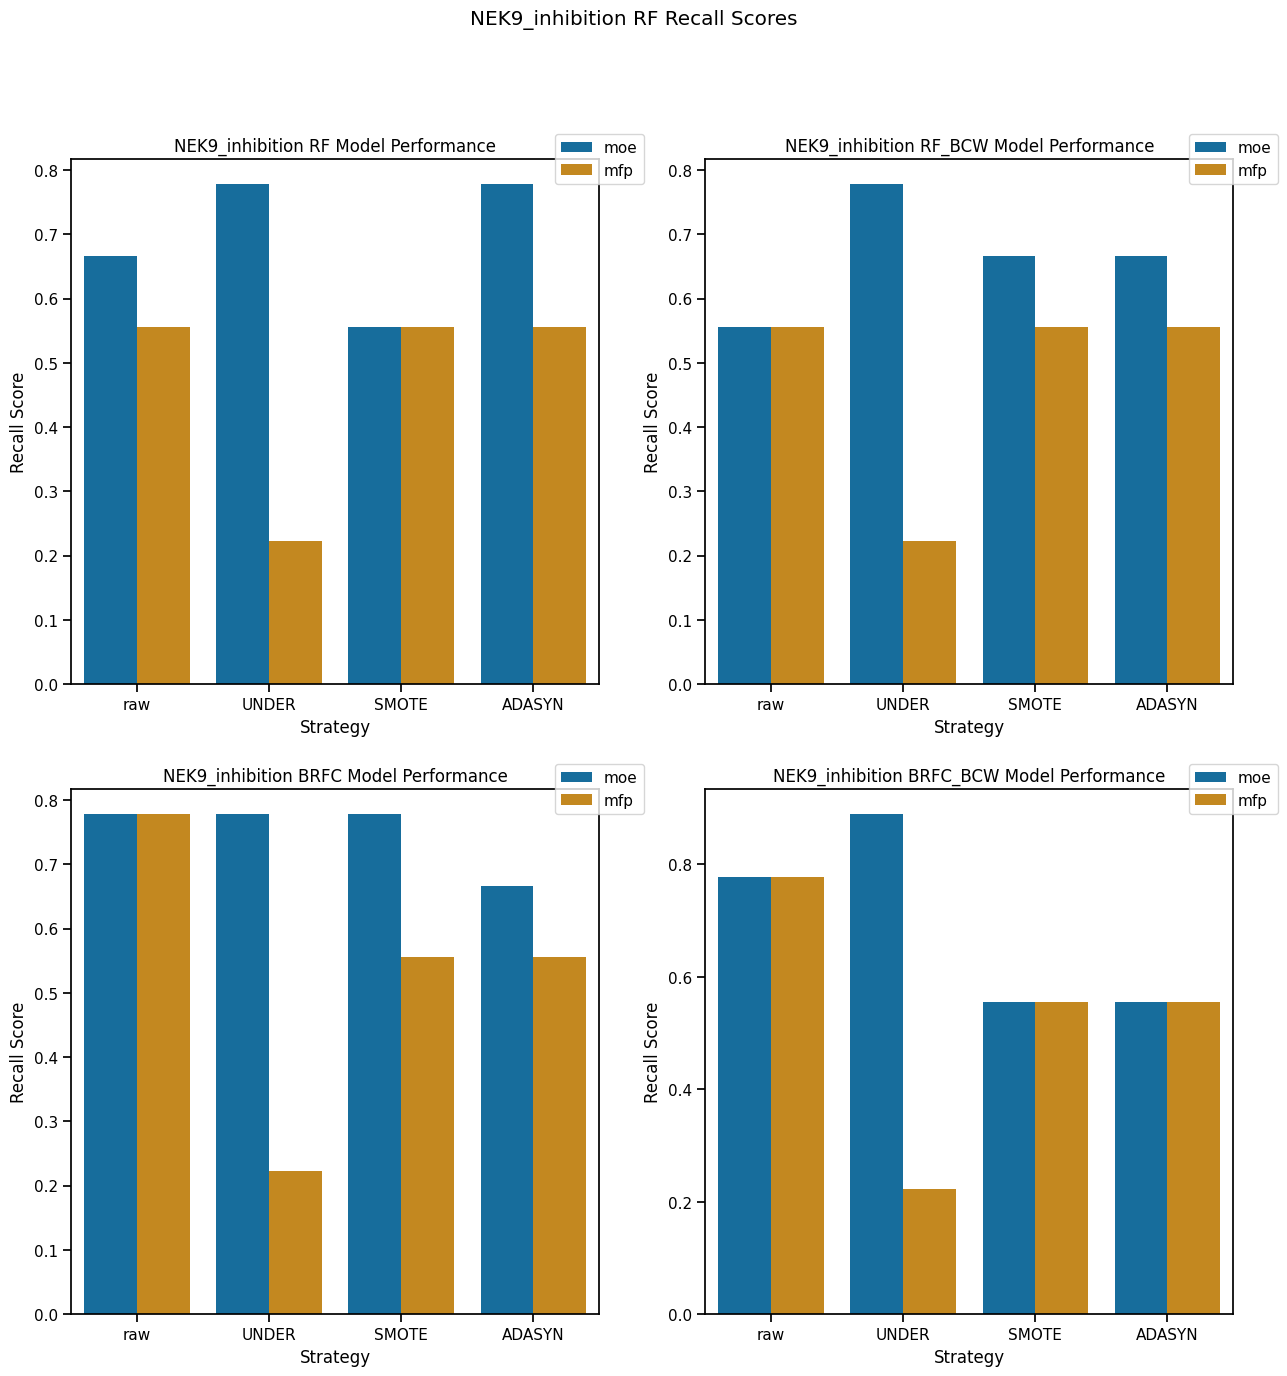 NEK9_inhibition RF Recall Scores
NEK9_inhibition RF Model Performance
moe
mfp
0.8
0.7
0.6
0.5
0.4
0.3
0.2
0.1
0.0
Recall Score
raw UNDER SMOTE ADASYN
Strategy
NEK9_inhibition RF_BCW Model Performance
moe
mfp
0.8
0.7
0.6
0.5
0.4
0.3
0.2
0.1
0.0
Recall Score
raw UNDER SMOTE ADASYN
Strategy
NEK9_inhibition BRFC Model Performance
moe
mfp
0.8
0.7
0.6
0.5
0.4
0.3
0.2
0.1
0.0
Recall Score
raw UNDER SMOTE ADASYN
Strategy
NEK9_inhibition BRFC_BCW Model Performance
moe
mfp
0.8
0.6
0.4
0.2
0.0
Recall Score
raw UNDER SMOTE ADASYN
Strategy